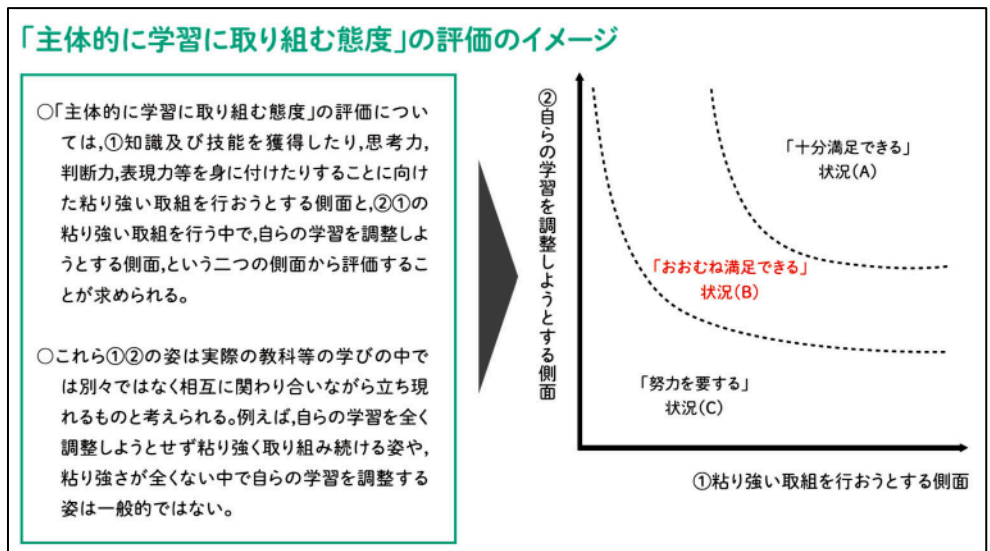 「主体的に学習に取り組む態度」の評価のイメージ
○「主体的に学習に取り組む態度」の評価につい
ては,①知識及び技能を獲得したり,思考力,
判断力,表現力等を身に付けたりすることに向け
た粘り強い取組を行おうとする側面と,②①の
粘り強い取組を行う中で,自らの学習を調整しよ
うとする側面,という二つの側面から評価するこ
とが求められる。
○これら①②の姿は実際の教科等の学びの中で
は別々ではなく相互に関わり合いながら立ち現
れるものと考えられる。例えば,自らの学習を全く
調整しようとせず粘り強く取り組み続ける姿や,
粘り強さが全くない中で自らの学習を調整する
姿は一般的ではない。
②自らの学習を調整しようとする側面
「十分満足できる」
状況(A)
「おおむね満足できる」
状況(B)
「努力を要する」
状況(C)
①粘り強い取組を行おうとする側面